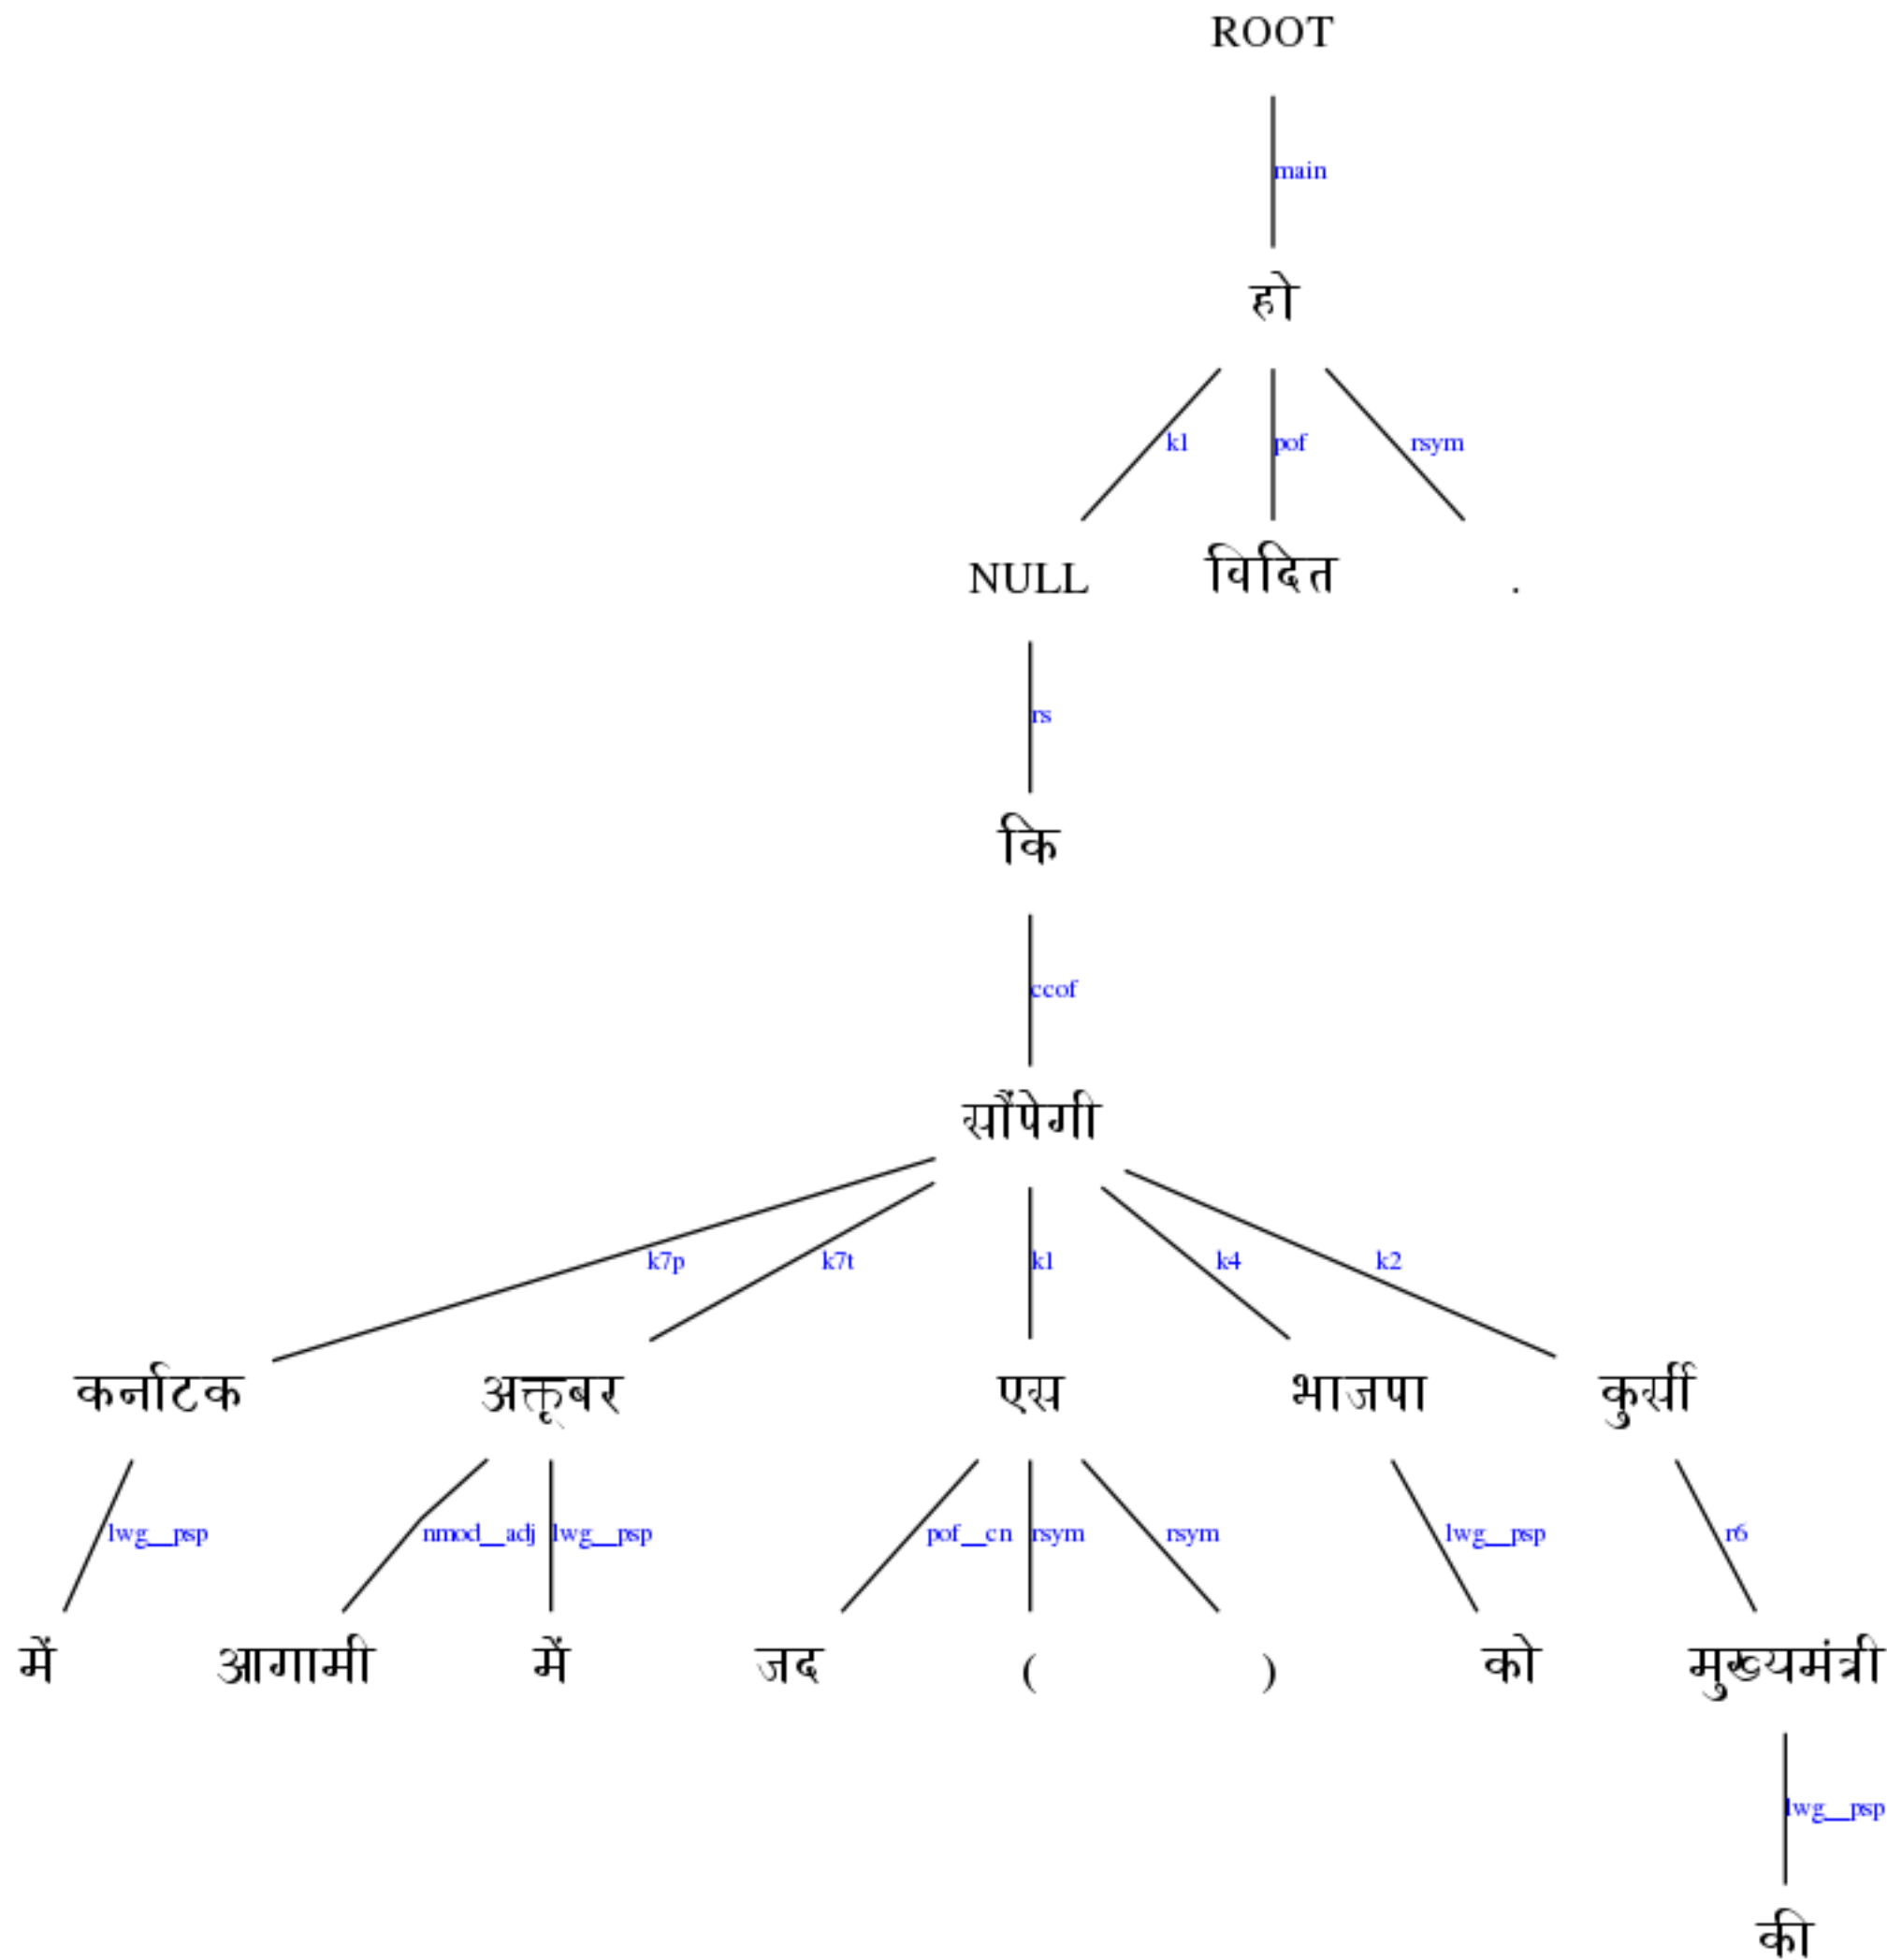 ROOT
main
हो
k1 pof rsym
NULL विदित .
rs
कि
ccof
सौंपेगी
k7p k7t k1 k4 k2
कर्नाटक अक्तूबर एस भाजपा कुर्सी
lwg__psp nmod__adj lwg__psp pof__cn rsym rsym lwg__psp r6
में आगामी में जद ( ) को मुख्यमंत्री
lwg__psp
की